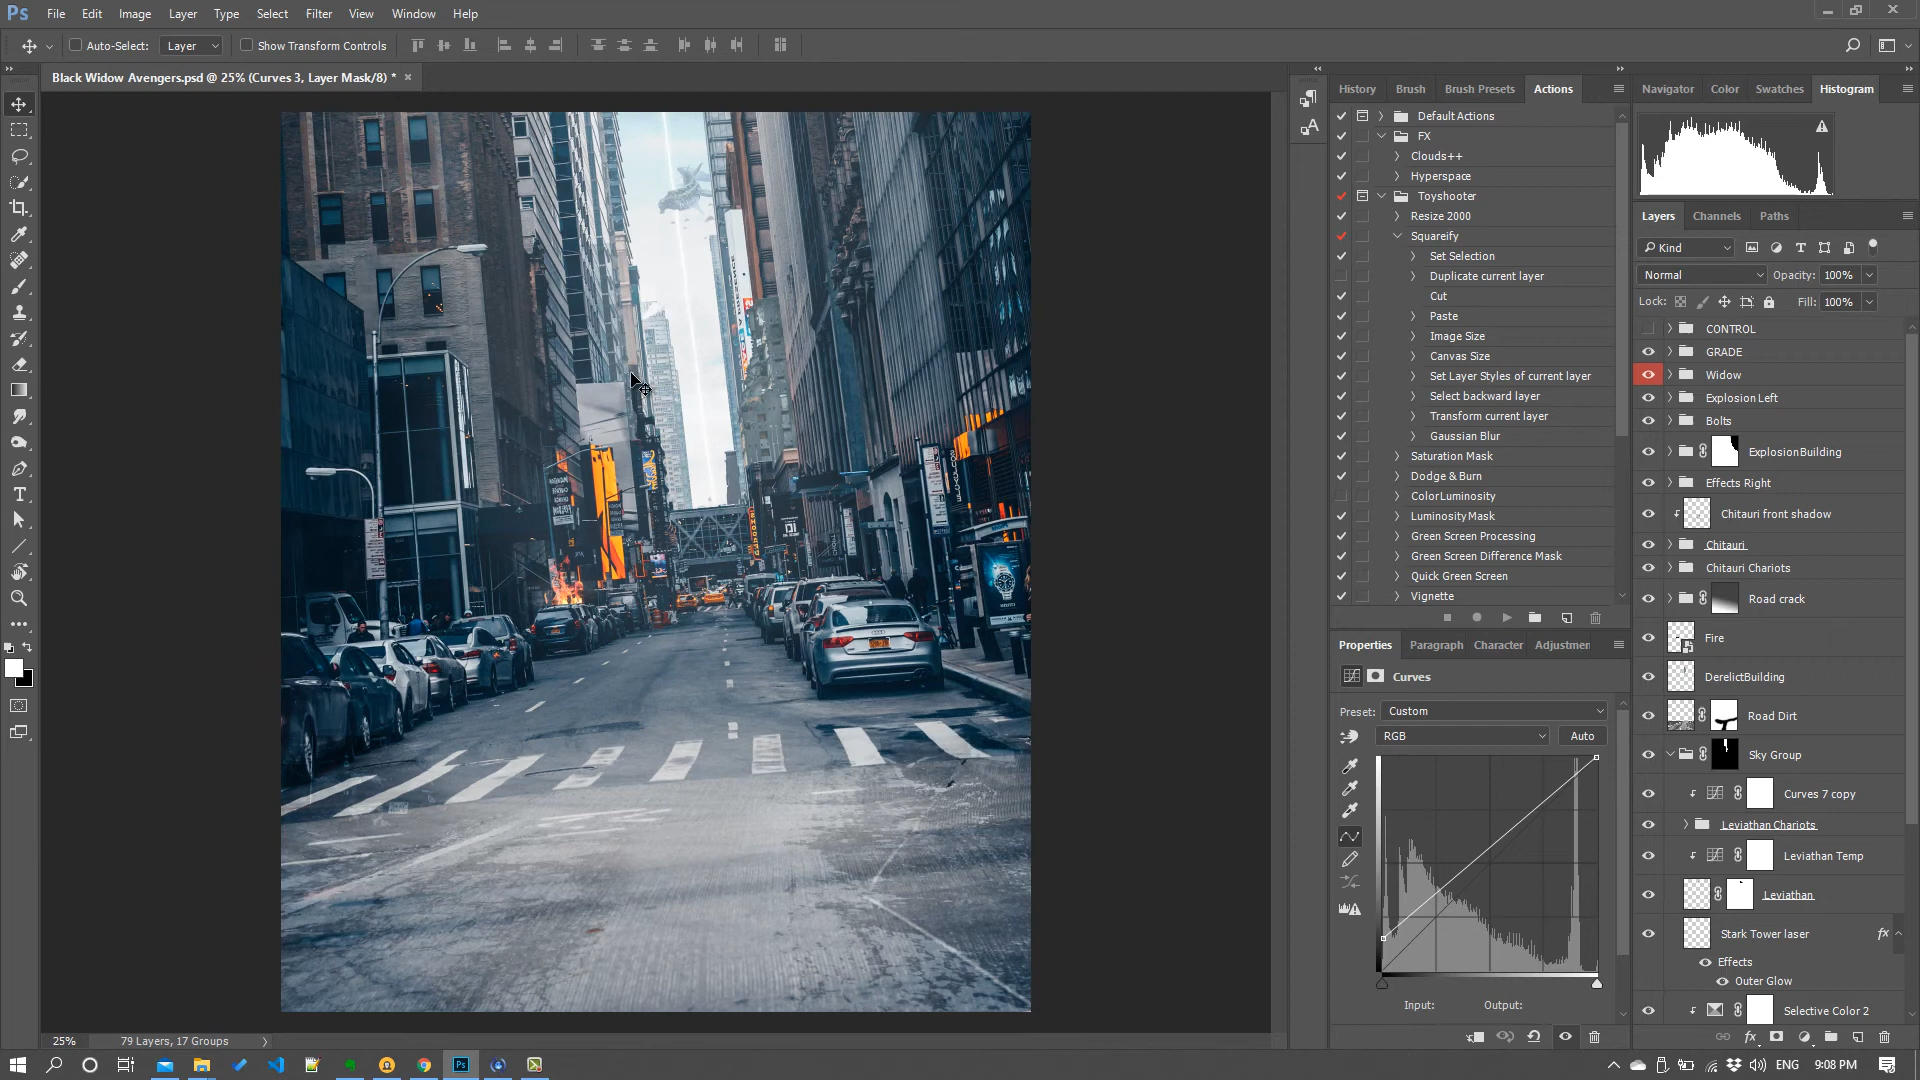 Ps File Edit Image Layer Type Select Filter View Window Help
Auto-Select: Layer Show Transform Controls
Black Widow Avengers.psd @ 25% (Curves 3, Layer Mask/8) * ×
History Brush Brush Presets Actions
Default Actions
FX
Clouds++
Hyperspace
Toyshooter
Resize 2000
Squareify
Set Selection
Duplicate current layer
Cut
Paste
Image Size
Canvas Size
Set Layer Styles of current layer
Select backward layer
Transform current layer
Gaussian Blur
Saturation Mask
Dodge & Burn
ColorLuminosity
LuminosityMask
Green Screen Processing
Green Screen Difference Mask
Quick Green Screen
Vignette
Properties Paragraph Character Adjustmen
Curves
Preset: Custom
RGB Auto
Input: Output:
Navigator Color Swatches Histogram
Layers Channels Paths
Kind
Normal Opacity: 100%
Lock: Fill: 100%
CONTROL
GRADE
Widow
Explosion Left
Bolts
ExplosionBuilding
Effects Right
Chitauri front shadow
Chitauri
Chitauri Chariots
Road crack
Fire
DerelictBuilding
Road Dirt
Sky Group
Curves 7 copy
Leviathan Chariots
Leviathan Temp
Leviathan
Stark Tower laser fx
Effects
Outer Glow
Selective Color 2
fx
25% 79 Layers, 17 Groups
Ps ENG 9:08 PM